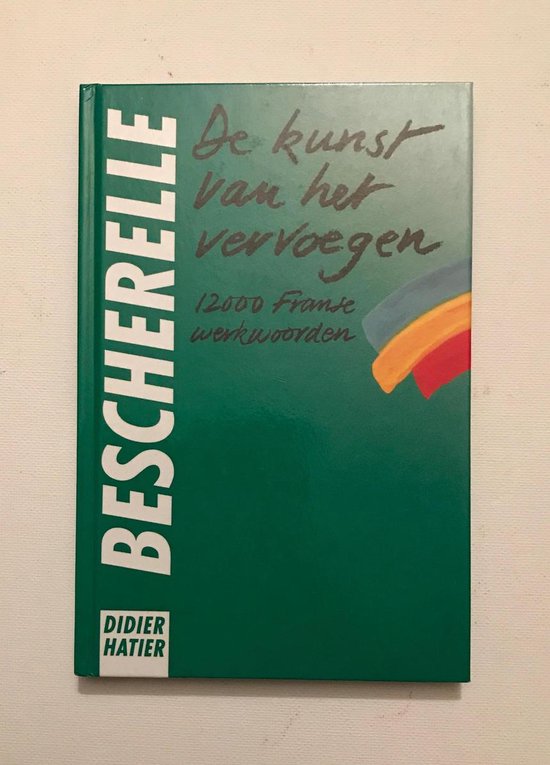 BESCHERELLE
De kunst
van het
vervoegen
12000 Franse
werkwoorden
DIDIER
HATIER